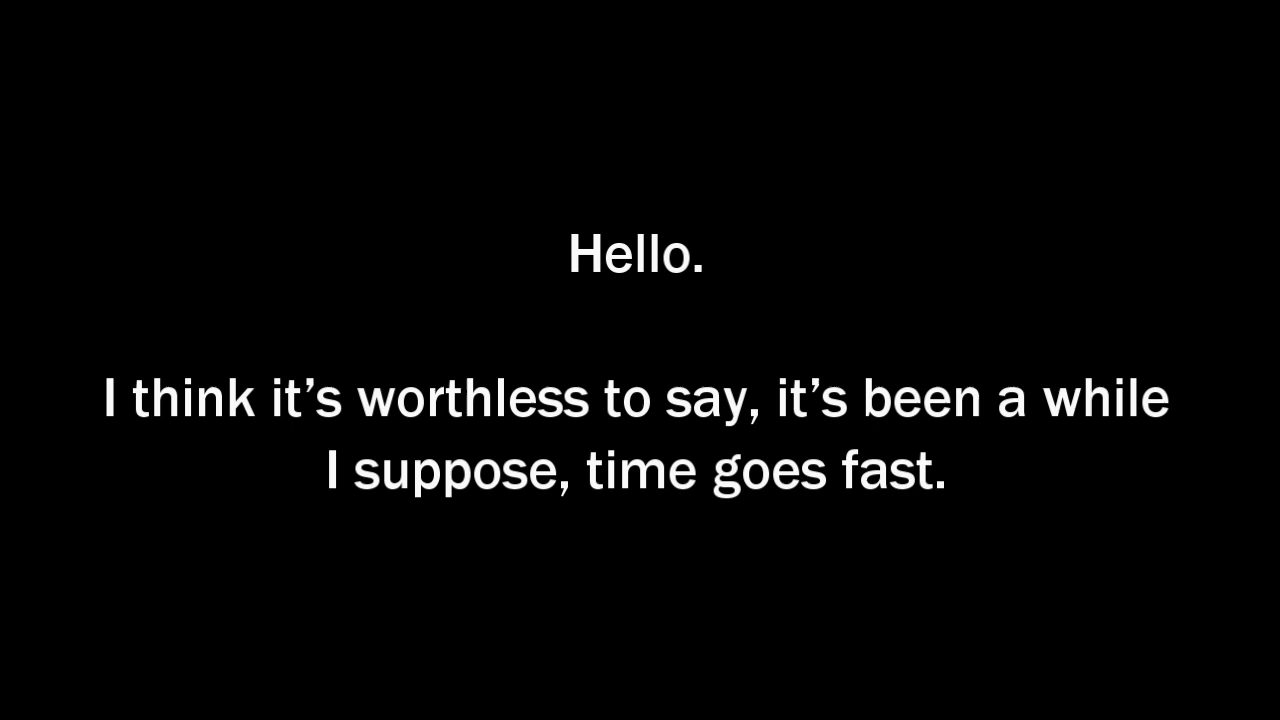 Hello.
I think it’s worthless to say, it’s been a while
I suppose, time goes fast.